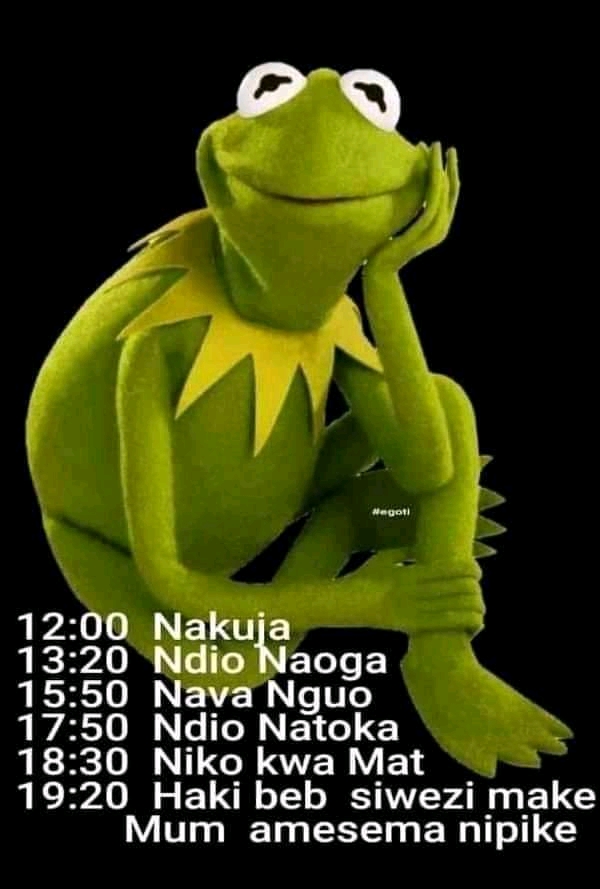 #egoti
12:00 Nakuja
13:20 Ndio Naoga
15:50 Nava Nguo
17:50 Ndio Natoka
18:30 Niko kwa Mat
19:20 Haki beb siwezi make
Mum amesema nipike